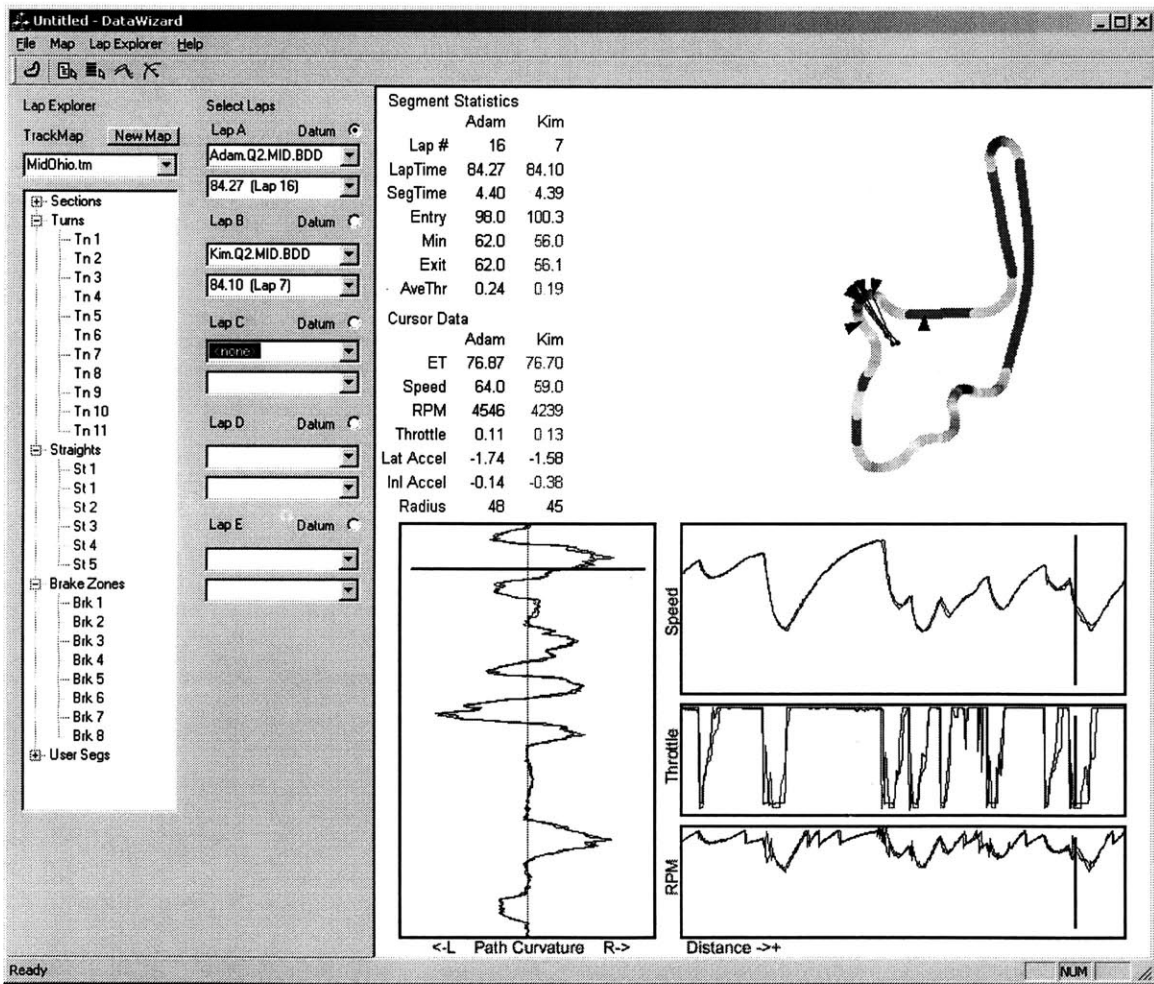 Untitled - DataWizard
File Map Lap Explorer Help
Lap Explorer
TrackMap New Map
MidOhio.tm
Sections
Turns
Tn 1
Tn 2
Tn 3
Tn 4
Tn 5
Tn 6
Tn 7
Tn 8
Tn 9
Tn 10
Tn 11
Straights
St 1
St 1
St 2
St 3
St 4
St 5
Brake Zones
Brk 1
Brk 2
Brk 3
Brk 4
Brk 5
Brk 6
Brk 7
Brk 8
User Segs
Select Laps
Lap A Datum
Adam.Q2.MID.BDD
84.27 (Lap 16)
Lap B Datum
Kim.Q2.MID.BDD
84.10 (Lap 7)
Lap C Datum
<none>
Lap D Datum
Lap E Datum
Segment Statistics
Adam Kim
Lap # 16 7
LapTime 84.27 84.10
SegTime 4.40 4.39
Entry 98.0 100.3
Min 62.0 56.0
Exit 62.0 56.1
AveThr 0.24 0.19
Cursor Data
Adam Kim
ET 76.87 76.70
Speed 64.0 59.0
RPM 4546 4239
Throttle 0.11 0.13
Lat Accel -1.74 -1.58
Inl Accel -0.14 -0.38
Radius 48 45
<-L Path Curvature R->
Speed
Throttle
RPM
Distance ->+
Ready
NUM